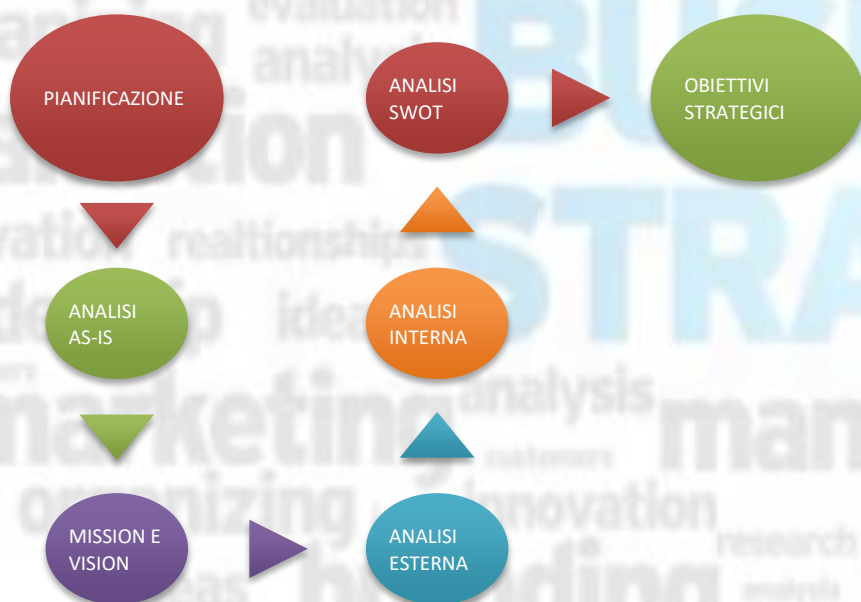 PIANIFICAZIONE
ANALISI
AS-IS
MISSION E
VISION
ANALISI
ESTERNA
ANALISI
INTERNA
ANALISI
SWOT
OBIETTIVI
STRATEGICI
evaluation
realtionships
marketing
analysis
customers
organizing
innovation
research
analysis